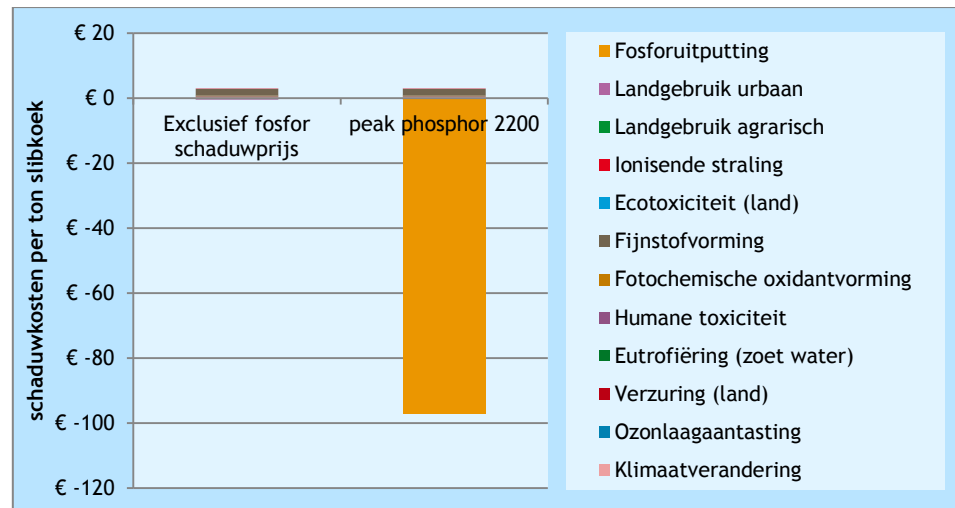 schaduwkosten per ton slibkoek
€ 20
€ 0
€ -20
€ -40
€ -60
€ -80
€ -100
€ -120
Exclusief fosfor
schaduwprijs
peak phosphor 2200
Fosforuitputting
Landgebruik urbaan
Landgebruik agrarisch
Ionisende straling
Ecotoxiciteit (land)
Fijnstofvorming
Fotochemische oxidantvorming
Humane toxiciteit
Eutrofiëring (zoet water)
Verzuring (land)
Ozonlaagaantasting
Klimaatverandering